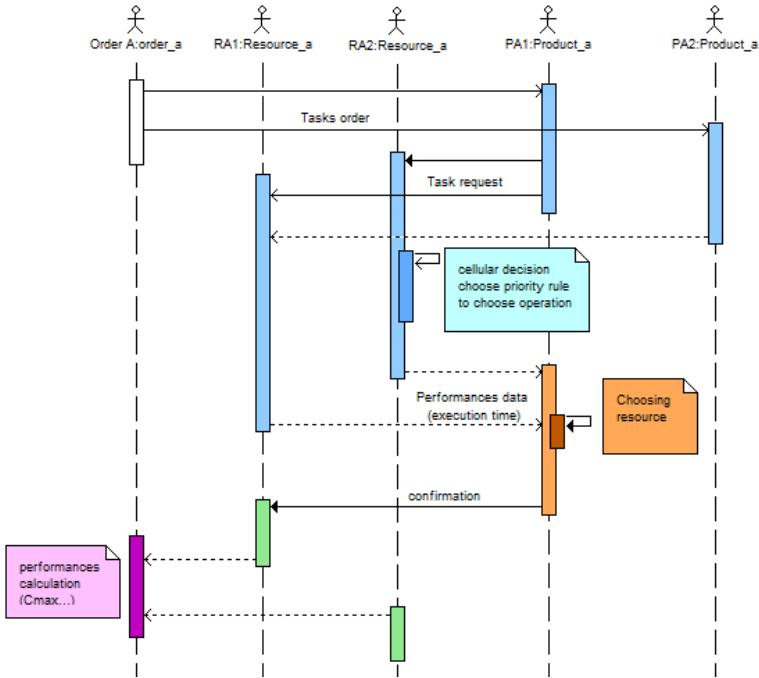 Order A:order_a
RA1:Resource_a
RA2:Resource_a
PA1:Product_a
PA2:Product_a
Tasks order
Task request
cellular decision
choose priority rule
to choose operation
Performances data
(execution time)
Choosing
resource
confirmation
performances
calculation
(Cmax...)